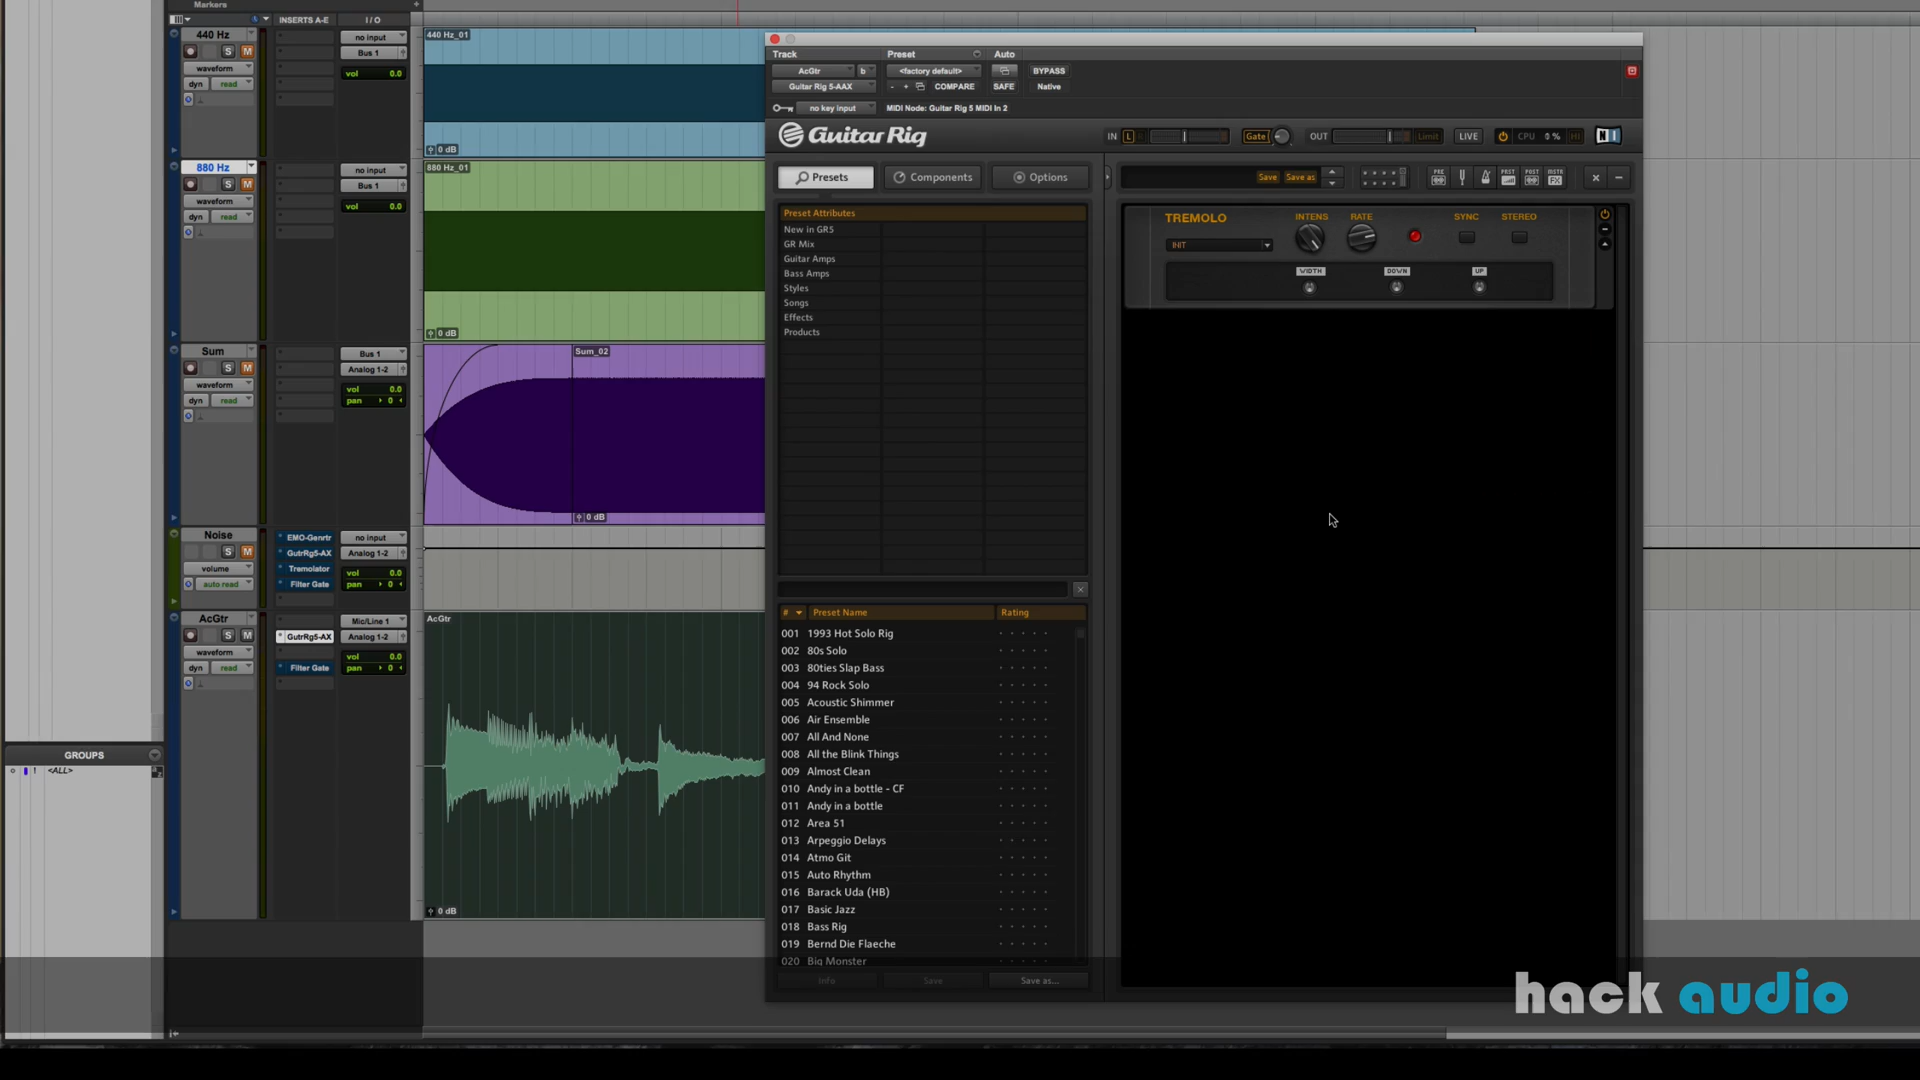 Markers
INSERTS A-E
I / O
440 Hz
S M
waveform
dyn read
no input
Bus 1
vol 0.0
440 Hz_01
0 dB
880 Hz
S M
waveform
dyn read
no input
Bus 1
vol 0.0
880 Hz_01
0 dB
Sum
S M
waveform
dyn read
Bus 1
Analog 1-2
vol 0.0
pan 0
Sum_02
0 dB
Noise
S M
volume
auto read
EMO-Genrtr
GutrRg5-AX
Tremolator
Filter Gate
no input
Analog 1-2
vol 0.0
pan 0
AcGtr
S M
waveform
dyn read
GutrRg5-AX
Filter Gate
Mic/Line 1
Analog 1-2
vol 0.0
pan 0
AcGtr
0 dB
GROUPS
! <ALL>
Track Preset Auto
AcGtr b <factory default> BYPASS
Guitar Rig 5-AAX - + COMPARE SAFE Native
no key input MIDI Node: Guitar Rig 5 MIDI In 2
Guitar Rig
IN L Gate OUT Limit LIVE CPU 0 % HI
Presets Components Options
Save Save as
Preset Attributes
New in GR5
GR Mix
Guitar Amps
Bass Amps
Styles
Songs
Effects
Products
# Preset Name Rating
001 1993 Hot Solo Rig
002 80s Solo
003 80ties Slap Bass
004 94 Rock Solo
005 Acoustic Shimmer
006 Air Ensemble
007 All And None
008 All the Blink Things
009 Almost Clean
010 Andy in a bottle - CF
011 Andy in a bottle
012 Area 51
013 Arpeggio Delays
014 Atmo Git
015 Auto Rhythm
016 Barack Uda (HB)
017 Basic Jazz
018 Bass Rig
019 Bernd Die Flaeche
020 Big Monster
Info Save Save as...
PRE POST POST INSTR FX
TREMOLO INTENS RATE SYNC STEREO
INIT
WIDTH DOWN UP
hack audio